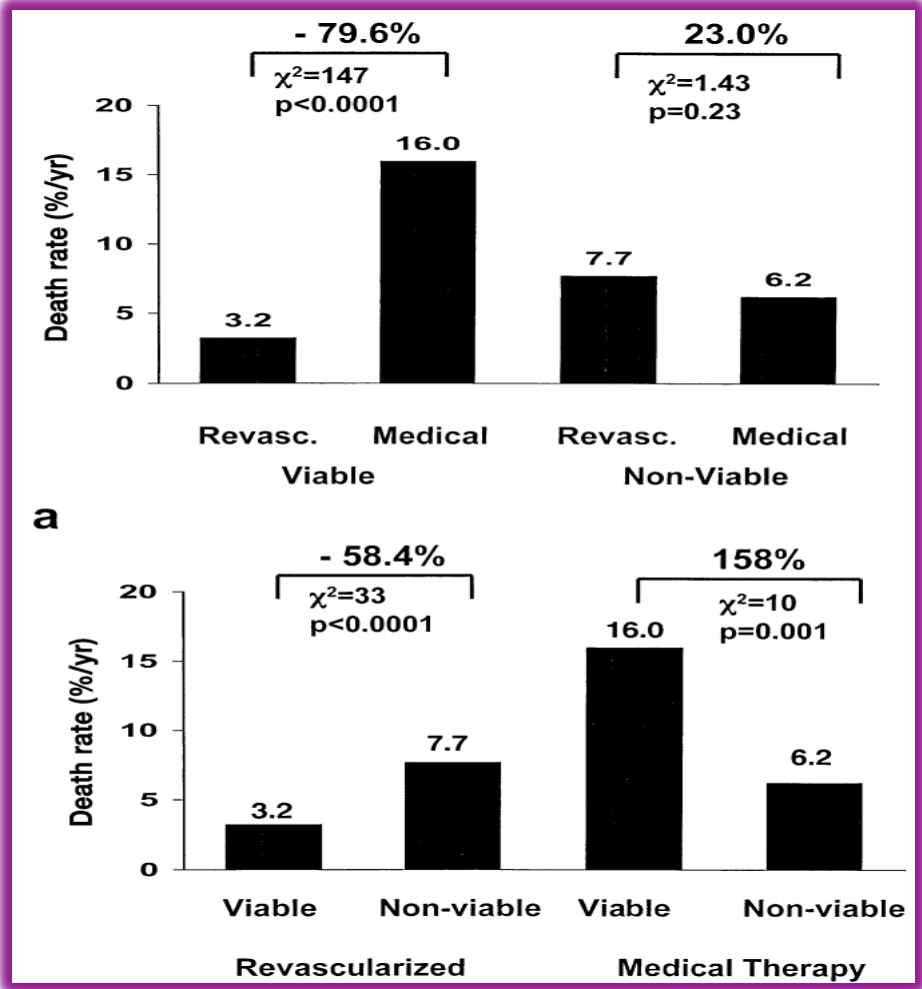 - 79.6%
23.0%
χ²=147
p<0.0001
χ²=1.43
p=0.23
Death rate (%/yr)
20
15
10
5
0
3.2
16.0
7.7
6.2
Revasc.
Medical
Revasc.
Medical
Viable
Non-Viable
a
- 58.4%
158%
χ²=33
p<0.0001
χ²=10
p=0.001
Death rate (%/yr)
20
15
10
5
0
3.2
7.7
16.0
6.2
Viable
Non-viable
Viable
Non-viable
Revascularized
Medical Therapy